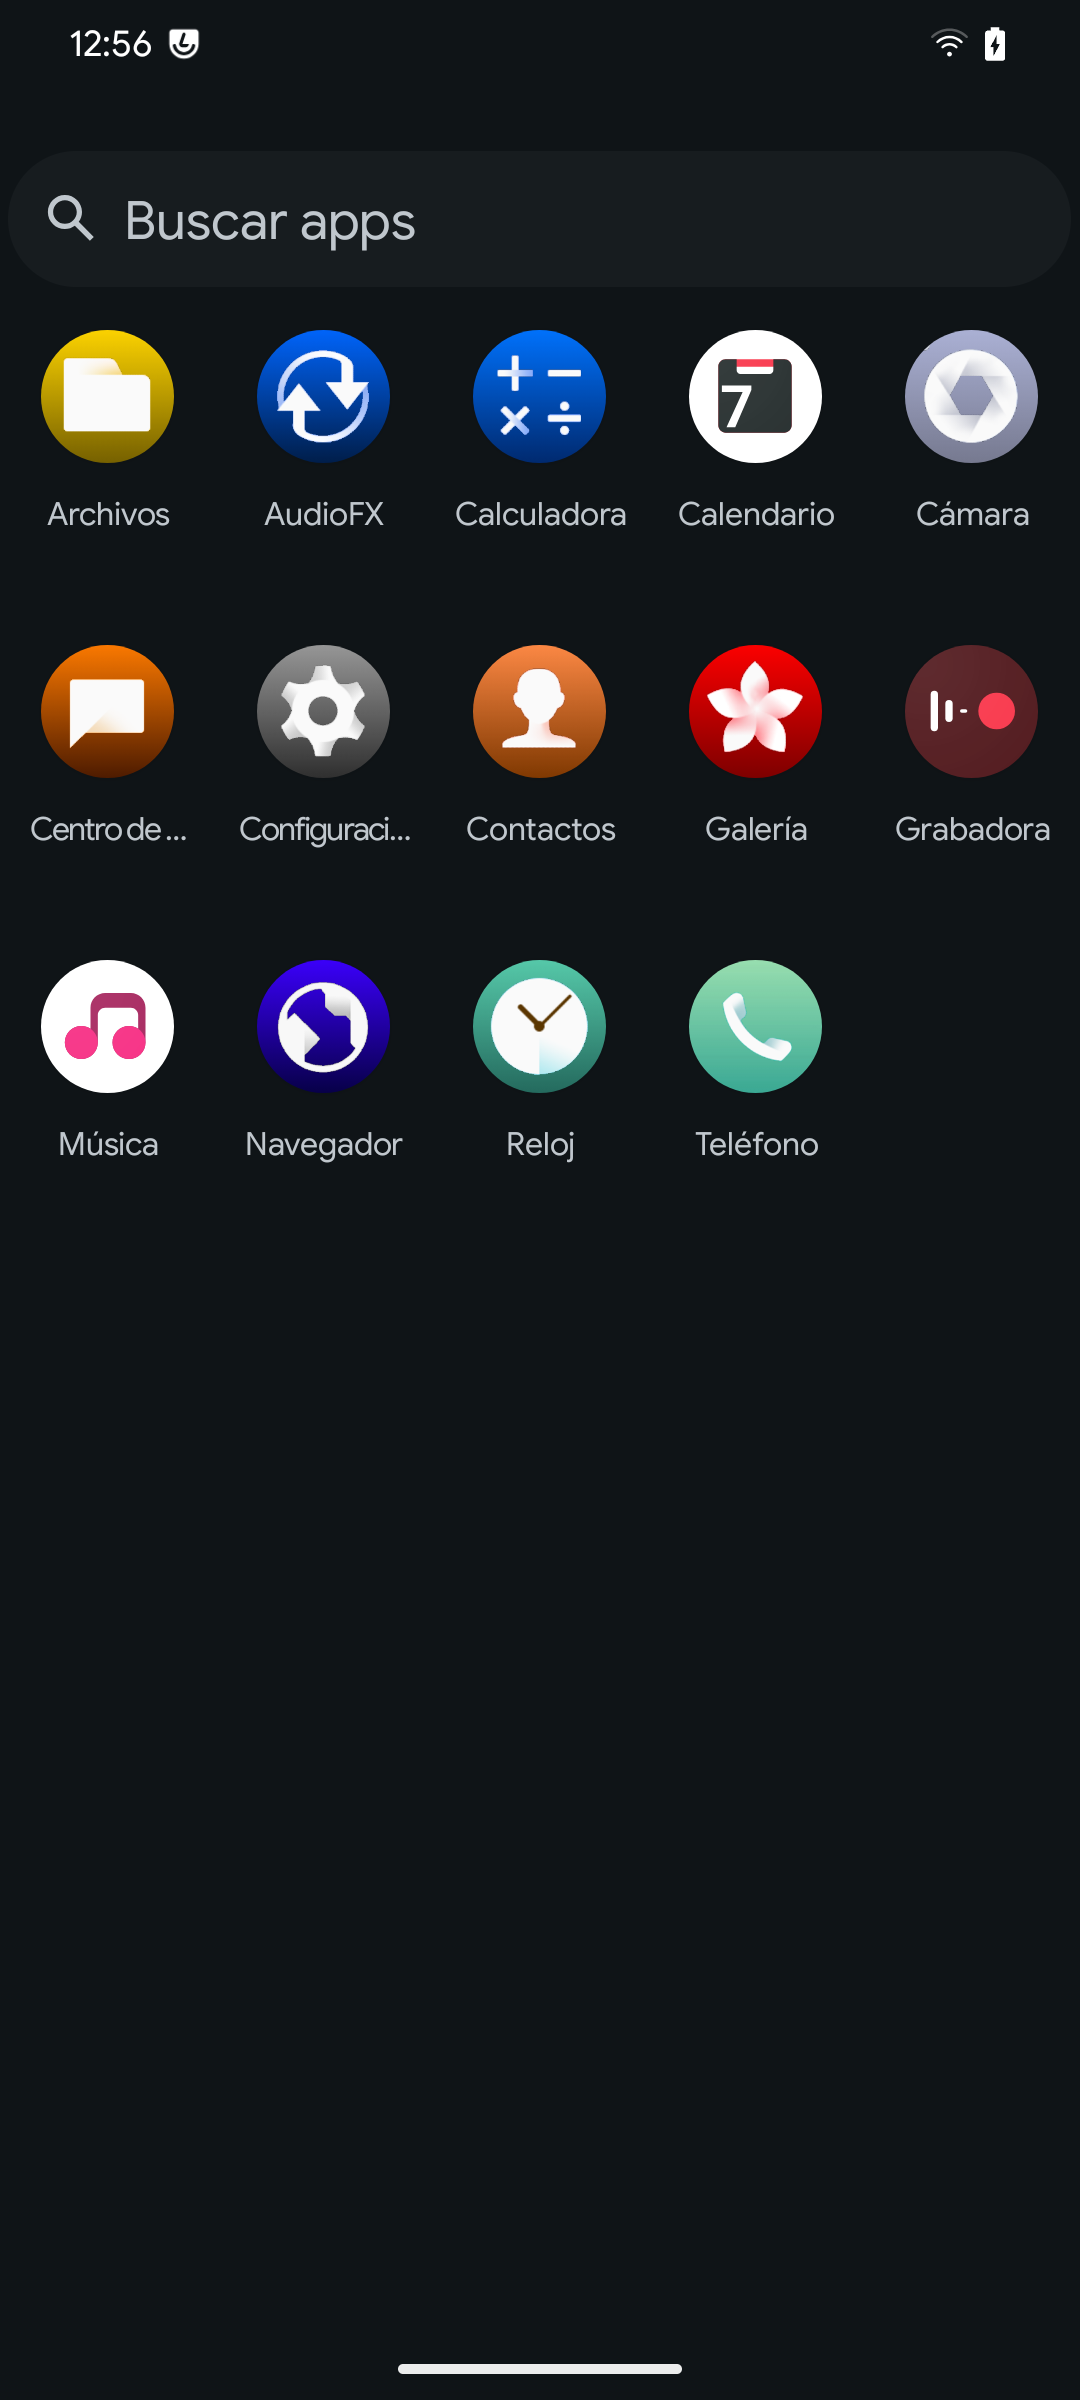 12:56
Buscar apps
Archivos AudioFX Calculadora Calendario Cámara
7
Centro de ... Configuraci... Contactos Galería Grabadora
Música Navegador Reloj Teléfono